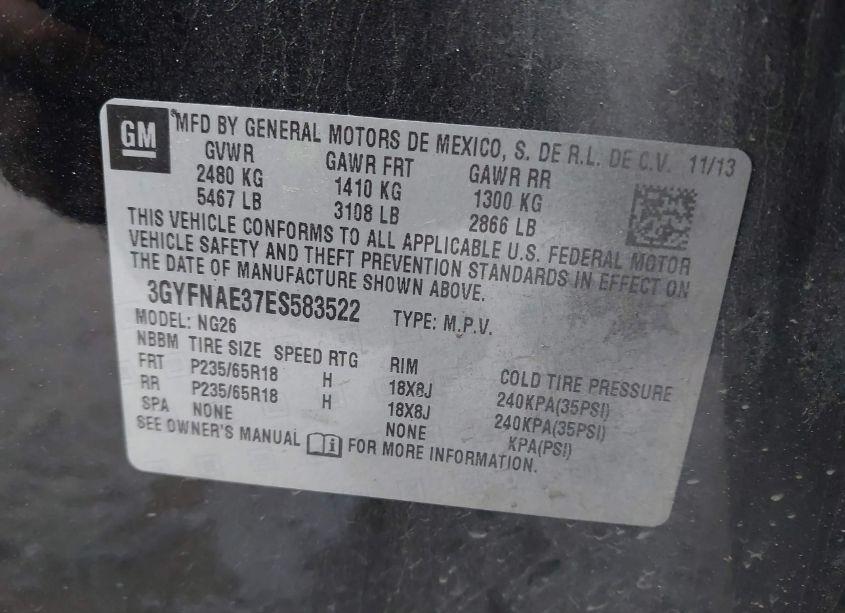 GM
MFD BY GENERAL MOTORS DE MEXICO, S. DE R.L. DE C.V. 11/13
GVWR GAWR FRT GAWR RR
2480 KG 1410 KG 1300 KG
5467 LB 3108 LB 2866 LB
THIS VEHICLE CONFORMS TO ALL APPLICABLE U.S. FEDERAL MOTOR
VEHICLE SAFETY AND THEFT PREVENTION STANDARDS IN EFFECT ON
THE DATE OF MANUFACTURE SHOWN ABOVE.
3GYFNAE37ES583522 TYPE: M.P.V.
MODEL: NG26
NBBM TIRE SIZE SPEED RTG RIM COLD TIRE PRESSURE
FRT P235/65R18 H 18X8J 240KPA(35PSI)
RR P235/65R18 H 18X8J 240KPA(35PSI)
SPA NONE NONE KPA(PSI)
SEE OWNER'S MANUAL FOR MORE INFORMATION.